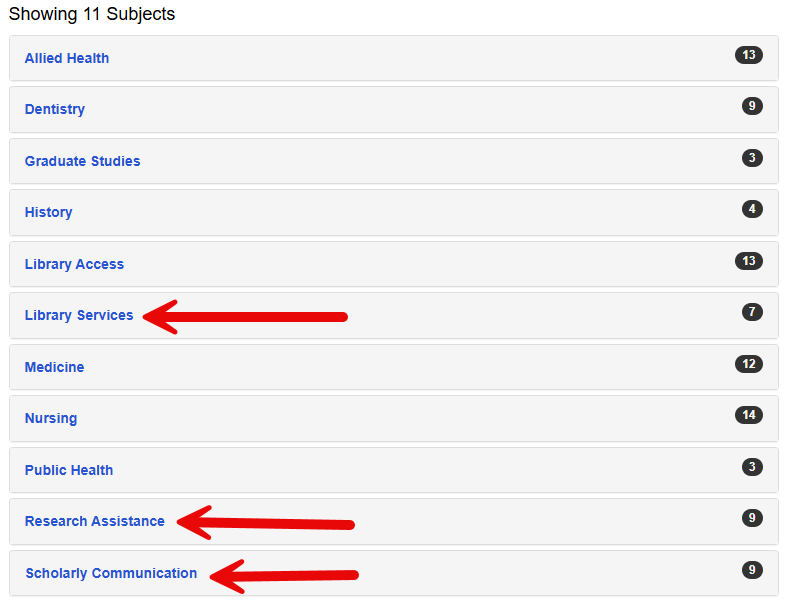 Showing 11 Subjects
Allied Health 13
Dentistry 9
Graduate Studies 3
History 4
Library Access 13
Library Services 7
Medicine 12
Nursing 14
Public Health 3
Research Assistance 9
Scholarly Communication 9